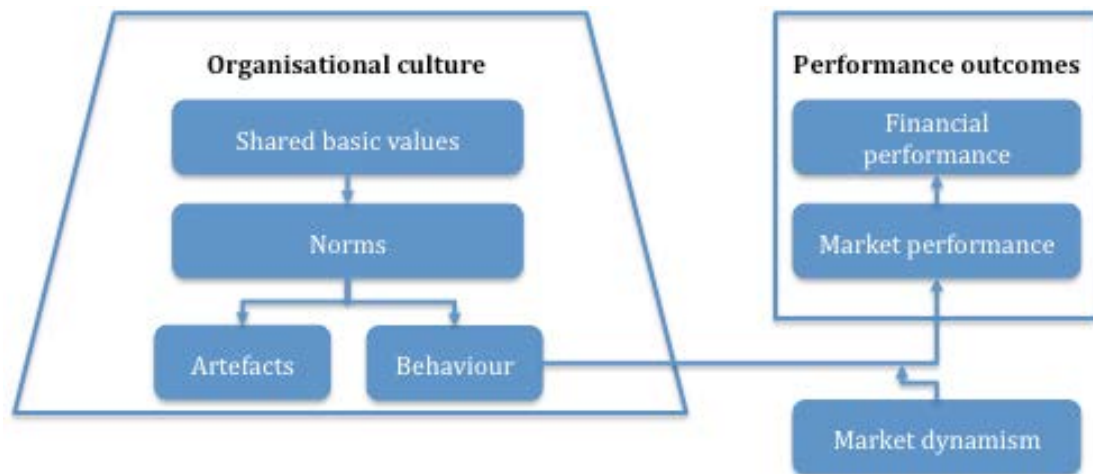 Organisational culture
Shared basic values
Norms
Artefacts
Behaviour
Performance outcomes
Financial
performance
Market performance
Market dynamism